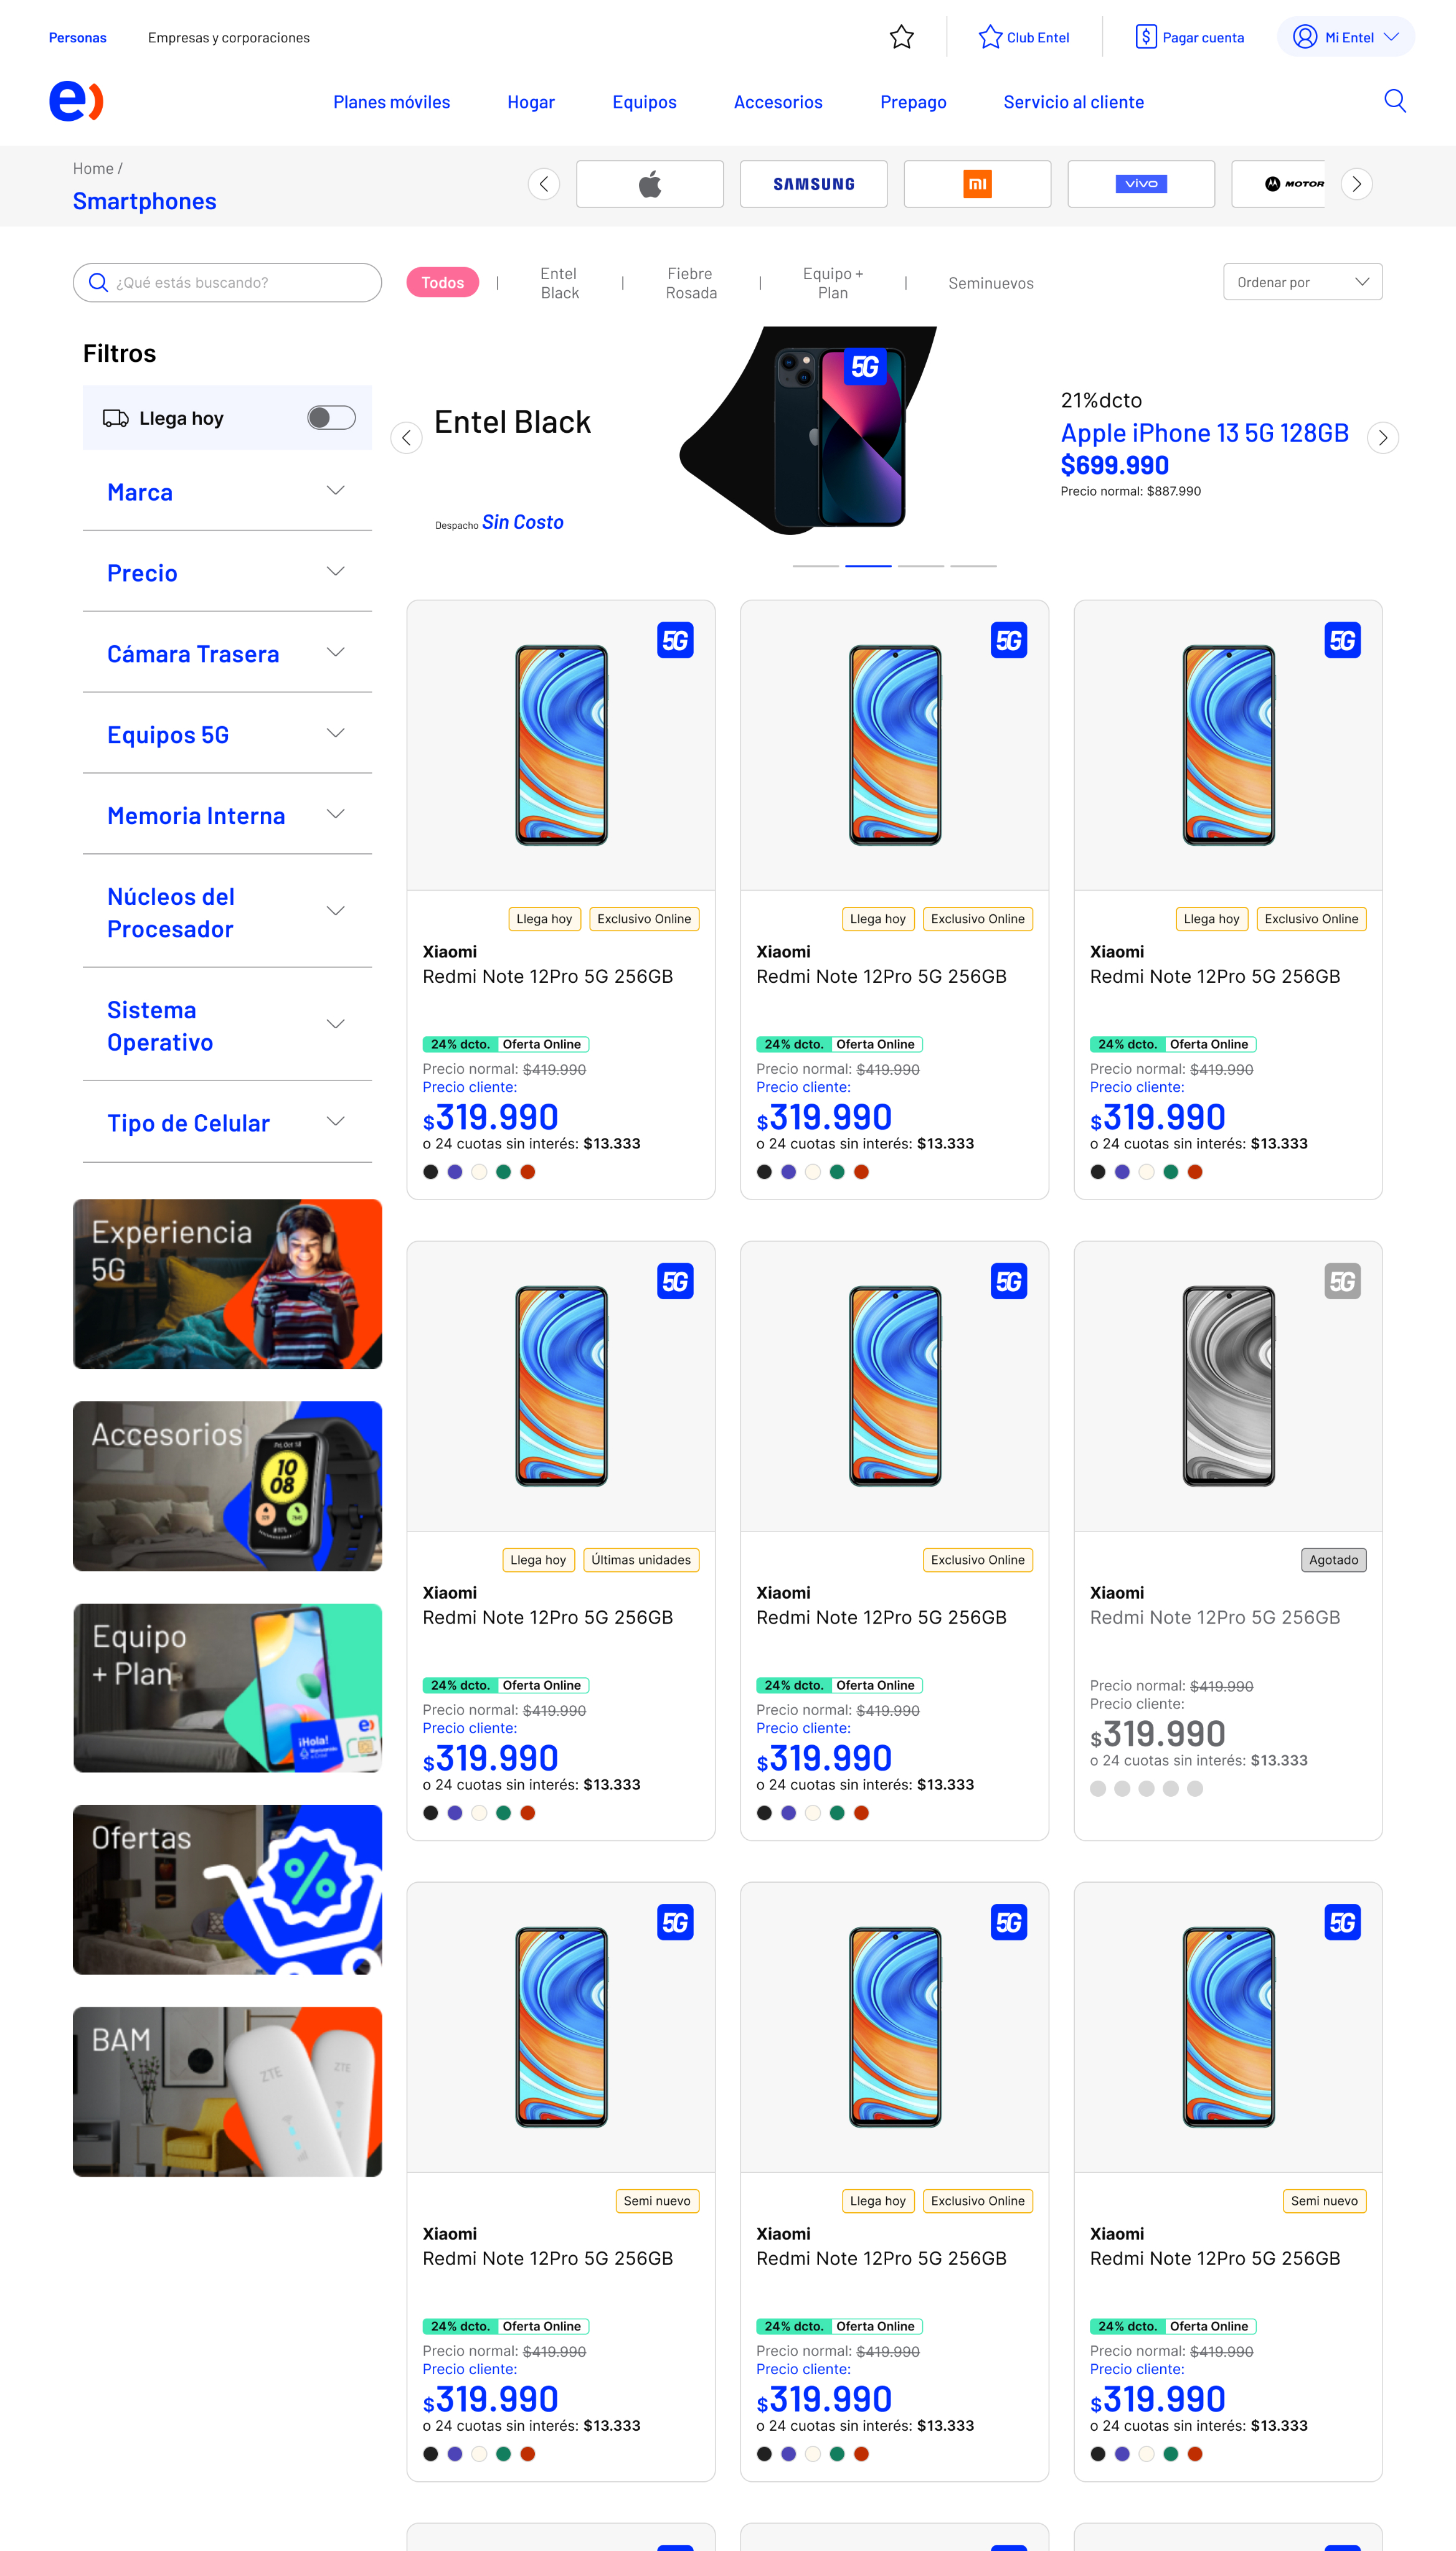 Personas
Empresas y corporaciones
Club Entel
Pagar cuenta
Mi Entel
e)
Planes móviles
Hogar
Equipos
Accesorios
Prepago
Servicio al cliente
Home /
Smartphones
SAMSUNG
mi
vivo
MOTOR
¿Qué estás buscando?
Todos
|
Entel
Black
|
Fiebre
Rosada
|
Equipo +
Plan
|
Seminuevos
Ordenar por
Filtros
Llega hoy
Marca
Precio
Cámara Trasera
Equipos 5G
Memoria Interna
Núcleos del
Procesador
Sistema
Operativo
Tipo de Celular
Experiencia
5G
Accesorios
10
08
Equipo
+ Plan
¡Hola!
e)
Ofertas
%
BAM
ZTE
ZTE
Entel Black
Despacho Sin Costo
5G
21%dcto
Apple iPhone 13 5G 128GB
$699.990
Precio normal: $887.990
5G
Llega hoy
Exclusivo Online
Xiaomi
Redmi Note 12Pro 5G 256GB
24% dcto. Oferta Online
Precio normal: $419.990
Precio cliente:
$319.990
o 24 cuotas sin interés: $13.333
5G
Llega hoy
Exclusivo Online
Xiaomi
Redmi Note 12Pro 5G 256GB
24% dcto. Oferta Online
Precio normal: $419.990
Precio cliente:
$319.990
o 24 cuotas sin interés: $13.333
5G
Llega hoy
Exclusivo Online
Xiaomi
Redmi Note 12Pro 5G 256GB
24% dcto. Oferta Online
Precio normal: $419.990
Precio cliente:
$319.990
o 24 cuotas sin interés: $13.333
5G
Llega hoy
Últimas unidades
Xiaomi
Redmi Note 12Pro 5G 256GB
24% dcto. Oferta Online
Precio normal: $419.990
Precio cliente:
$319.990
o 24 cuotas sin interés: $13.333
5G
Exclusivo Online
Xiaomi
Redmi Note 12Pro 5G 256GB
24% dcto. Oferta Online
Precio normal: $419.990
Precio cliente:
$319.990
o 24 cuotas sin interés: $13.333
5G
Agotado
Xiaomi
Redmi Note 12Pro 5G 256GB
Precio normal: $419.990
Precio cliente:
$319.990
o 24 cuotas sin interés: $13.333
5G
Semi nuevo
Xiaomi
Redmi Note 12Pro 5G 256GB
24% dcto. Oferta Online
Precio normal: $419.990
Precio cliente:
$319.990
o 24 cuotas sin interés: $13.333
5G
Llega hoy
Exclusivo Online
Xiaomi
Redmi Note 12Pro 5G 256GB
24% dcto. Oferta Online
Precio normal: $419.990
Precio cliente:
$319.990
o 24 cuotas sin interés: $13.333
5G
Semi nuevo
Xiaomi
Redmi Note 12Pro 5G 256GB
24% dcto. Oferta Online
Precio normal: $419.990
Precio cliente:
$319.990
o 24 cuotas sin interés: $13.333